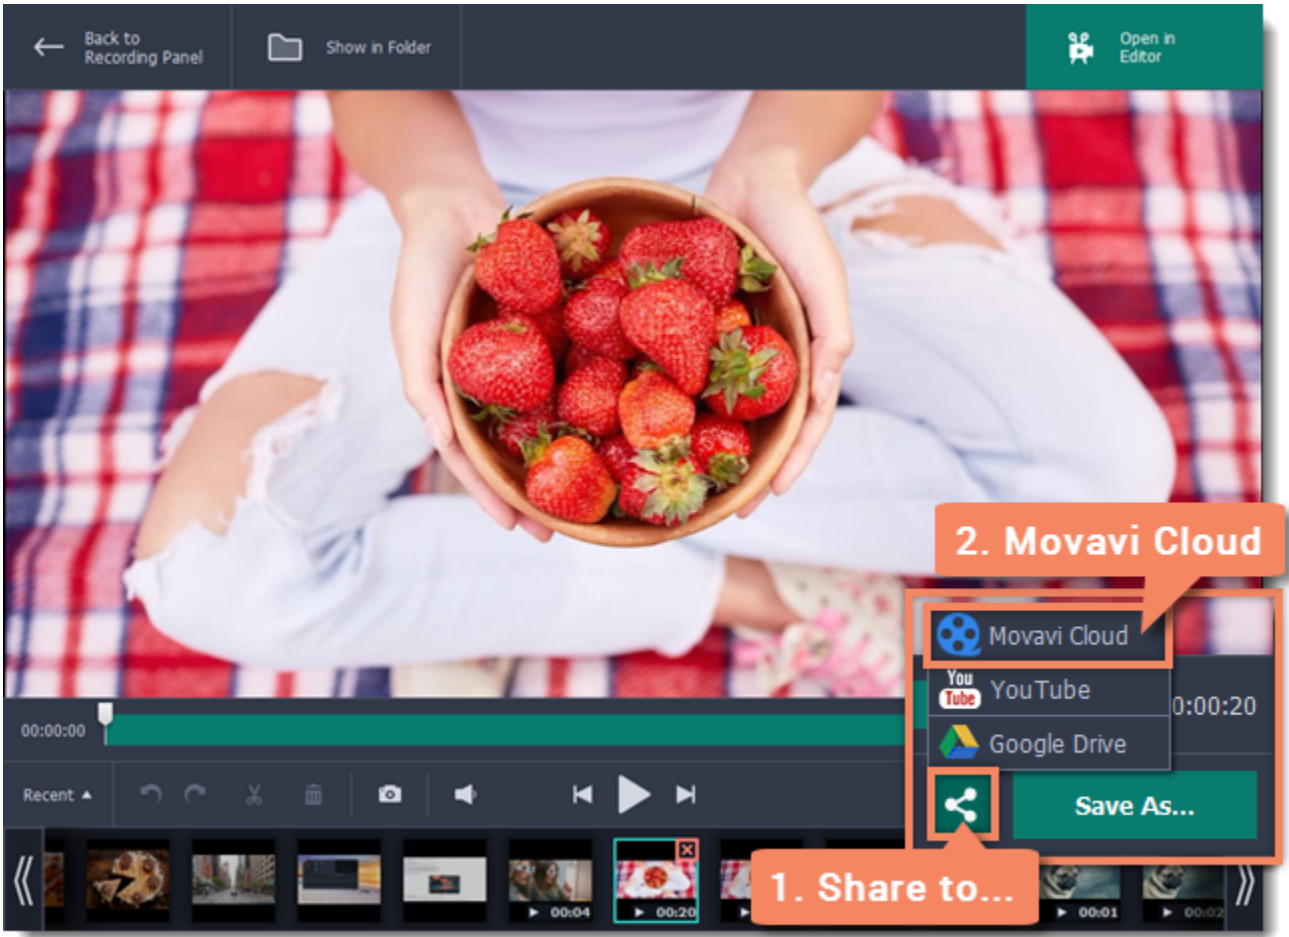 Back to
Recording Panel
Show in Folder
Open in
Editor
2. Movavi Cloud
Movavi Cloud
You
Tube
YouTube
Google Drive
00:00:00
0:00:20
Recent
Save As...
1. Share to...
00:04
00:20
00:01
00:02